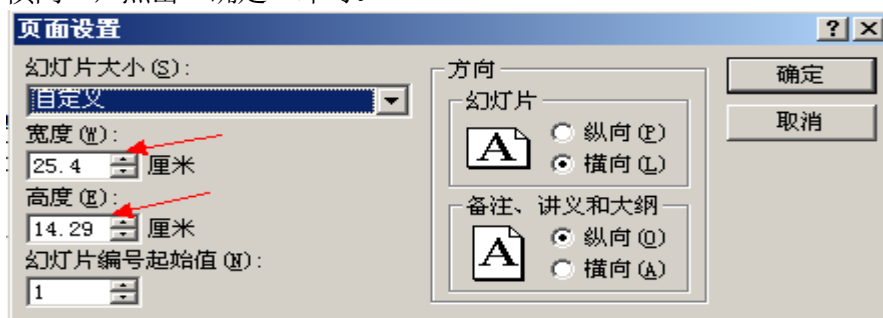 页面设置
幻灯片大小(S):
自定义
宽度(W):
25.4 厘米
高度(E):
14.29 厘米
幻灯片编号起始值(N):
1
方向
幻灯片
纵向(P)
横向(L)
备注、讲义和大纲
纵向(O)
横向(A)
确定
取消